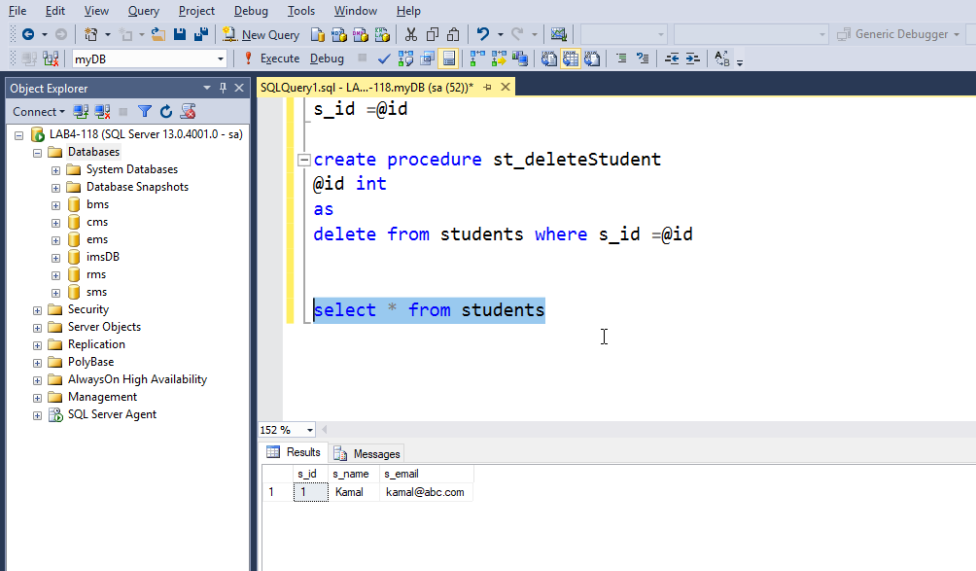 File Edit View Query Project Debug Tools Window Help
New Query Generic Debugger
myDB Execute Debug
Object Explorer
SQLQuery1.sql - LA...-118.myDB (sa (52))*
Connect
LAB4-118 (SQL Server 13.0.4001.0 - sa)
Databases
System Databases
Database Snapshots
bms
cms
ems
imsDB
rms
sms
Security
Server Objects
Replication
PolyBase
AlwaysOn High Availability
Management
SQL Server Agent
s_id =@id
create procedure st_deleteStudent
@id int
as
delete from students where s_id =@id
select * from students
152 %
Results Messages
s_id s_name s_email
1 1 Kamal kamal@abc.com